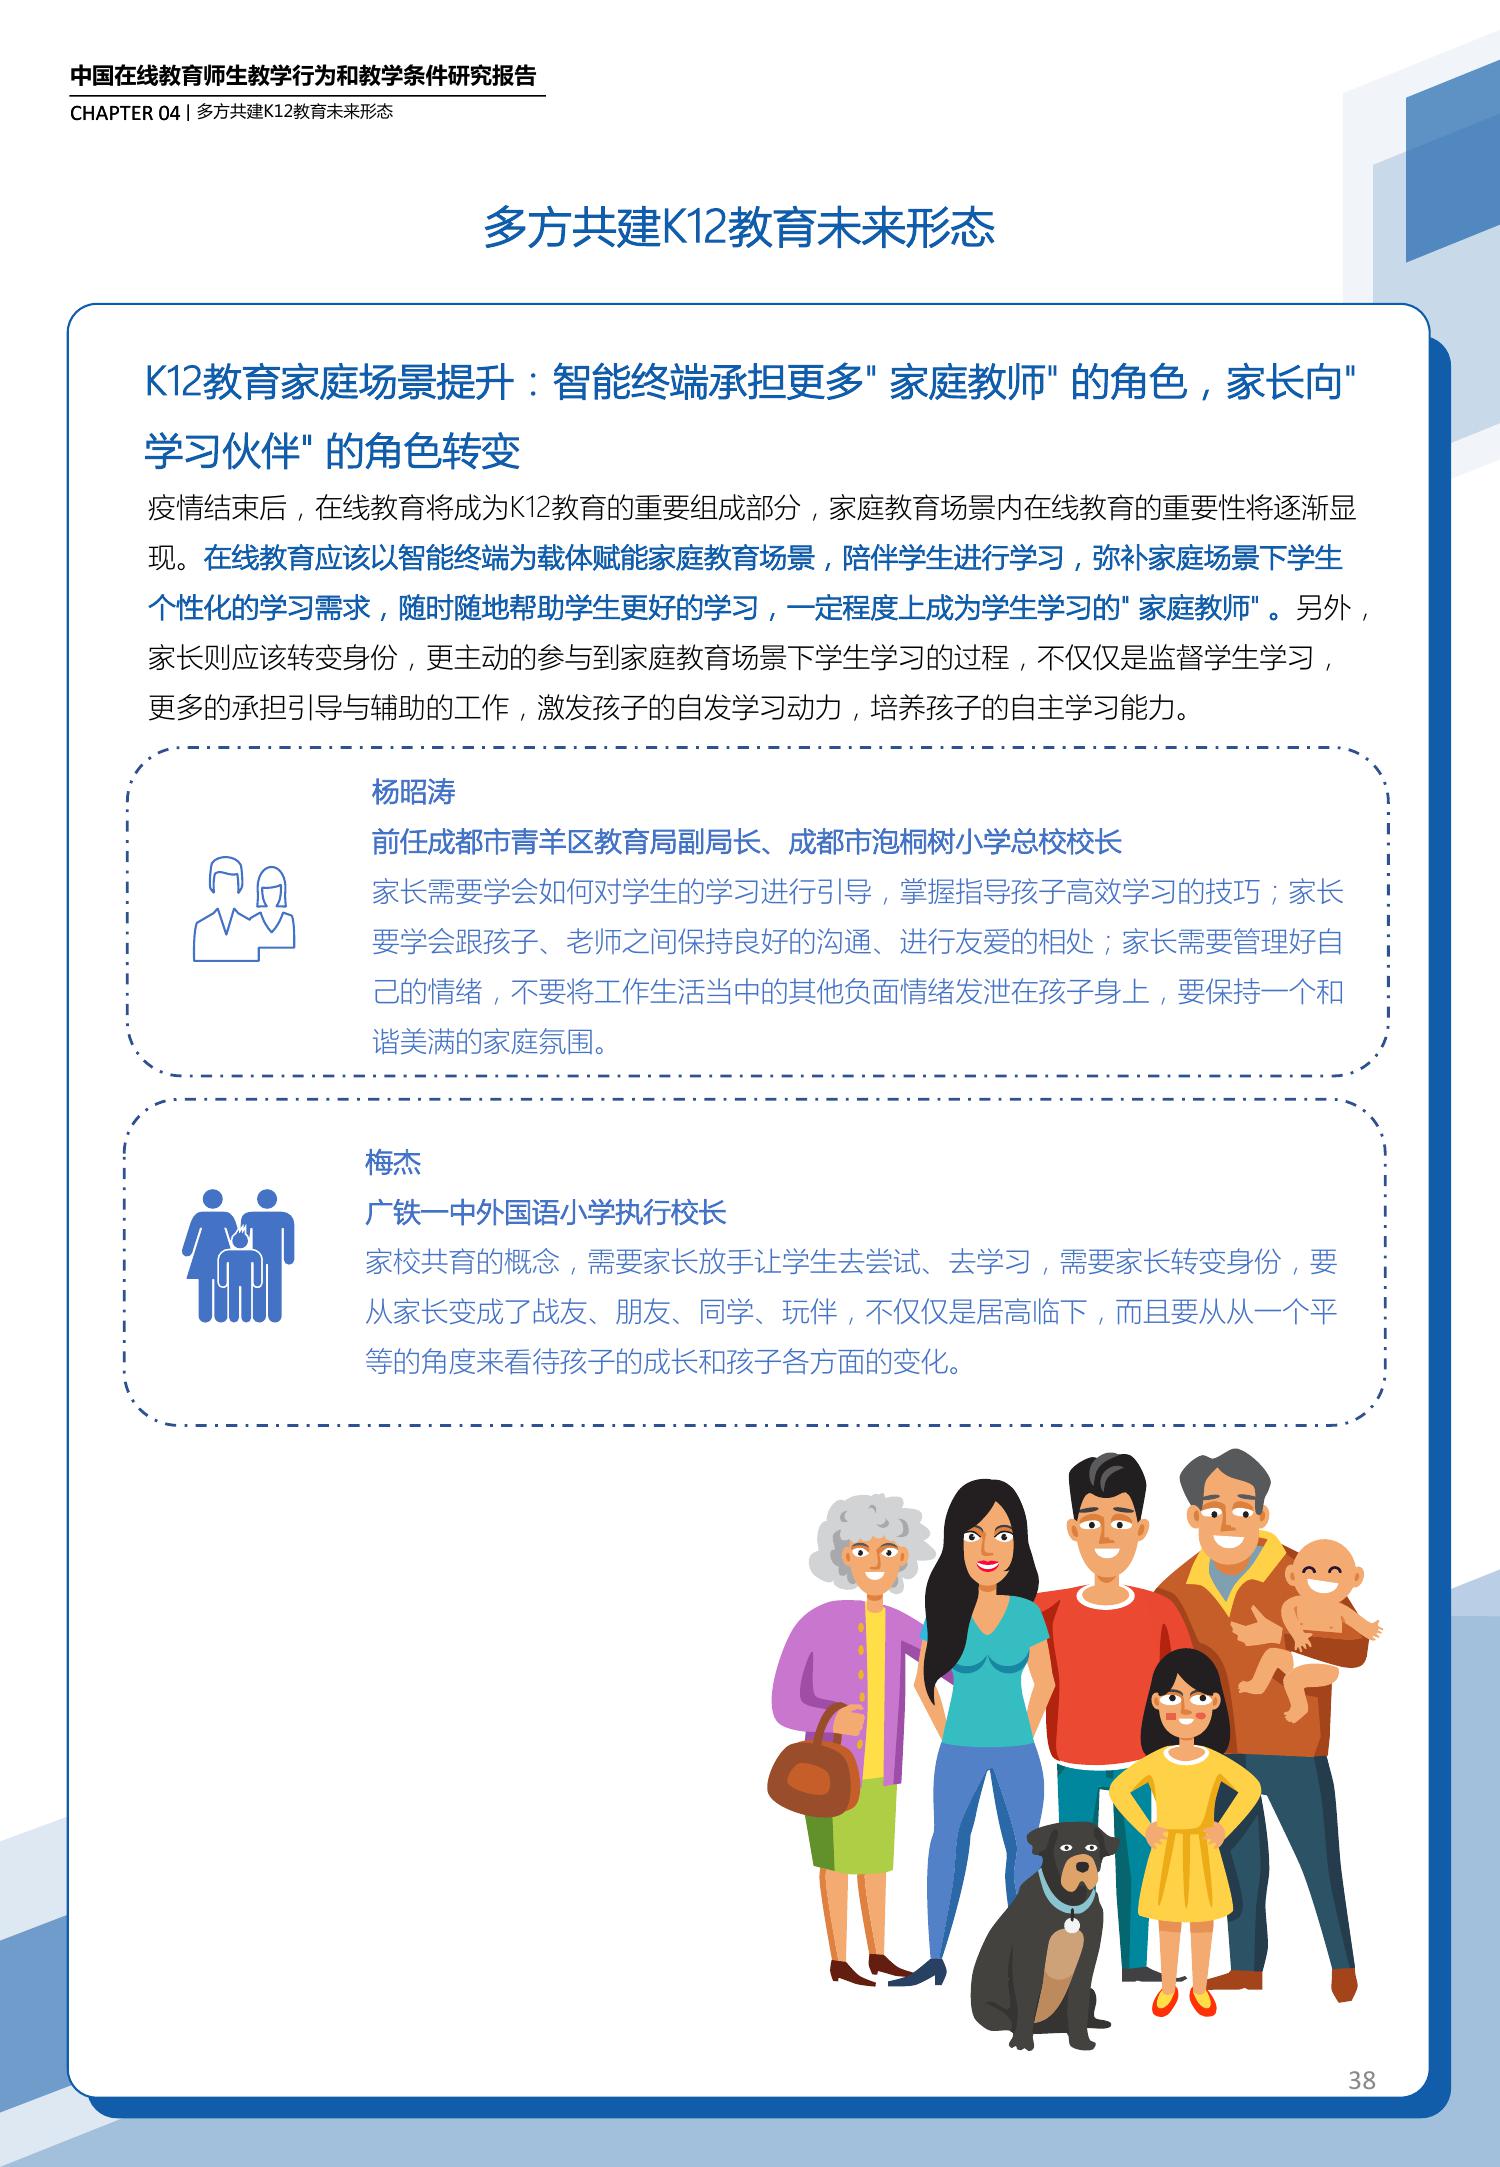 中国在线教育师生教学行为和教学条件研究报告
CHAPTER 04 | 多方共建K12教育未来形态
多方共建K12教育未来形态
K12教育家庭场景提升：智能终端承担更多" 家庭教师" 的角色，家长向"
学习伙伴" 的角色转变
疫情结束后，在线教育将成为K12教育的重要组成部分，家庭教育场景内在线教育的重要性将逐渐显
现。在线教育应该以智能终端为载体赋能家庭教育场景，陪伴学生进行学习，弥补家庭场景下学生
个性化的学习需求，随时随地帮助学生更好的学习，一定程度上成为学生学习的" 家庭教师" 。另外，
家长则应该转变身份，更主动的参与到家庭教育场景下学生学习的过程，不仅仅是监督学生学习，
更多的承担引导与辅助的工作，激发孩子的自发学习动力，培养孩子的自主学习能力。
杨昭涛
前任成都市青羊区教育局副局长、成都市泡桐树小学总校校长
家长需要学会如何对学生的学习进行引导，掌握指导孩子高效学习的技巧；家长
要学会跟孩子、老师之间保持良好的沟通、进行友爱的相处；家长需要管理好自
己的情绪，不要将工作生活当中的其他负面情绪发泄在孩子身上，要保持一个和
谐美满的家庭氛围。
梅杰
广铁一中外国语小学执行校长
家校共育的概念，需要家长放手让学生去尝试、去学习，需要家长转变身份，要
从家长变成了战友、朋友、同学、玩伴，不仅仅是居高临下，而且要从从一个平
等的角度来看待孩子的成长和孩子各方面的变化。
38